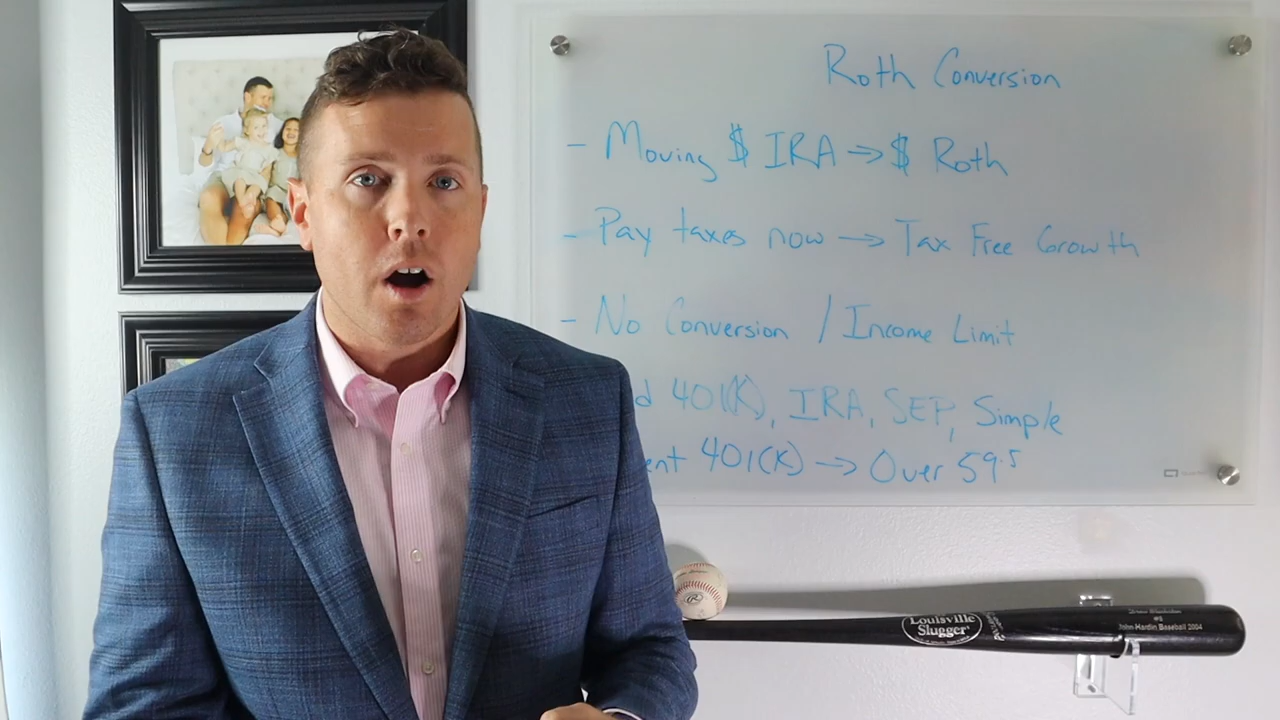 Roth Conversion
- Moving $ IRA → $ Roth
- Pay taxes now → Tax Free Growth
- No Conversion / Income Limit
d 401(K), IRA, SEP, Simple
ent 401(K) → Over 59.5
Louisville
Slugger
#8
John Hardin Baseball 2004
R